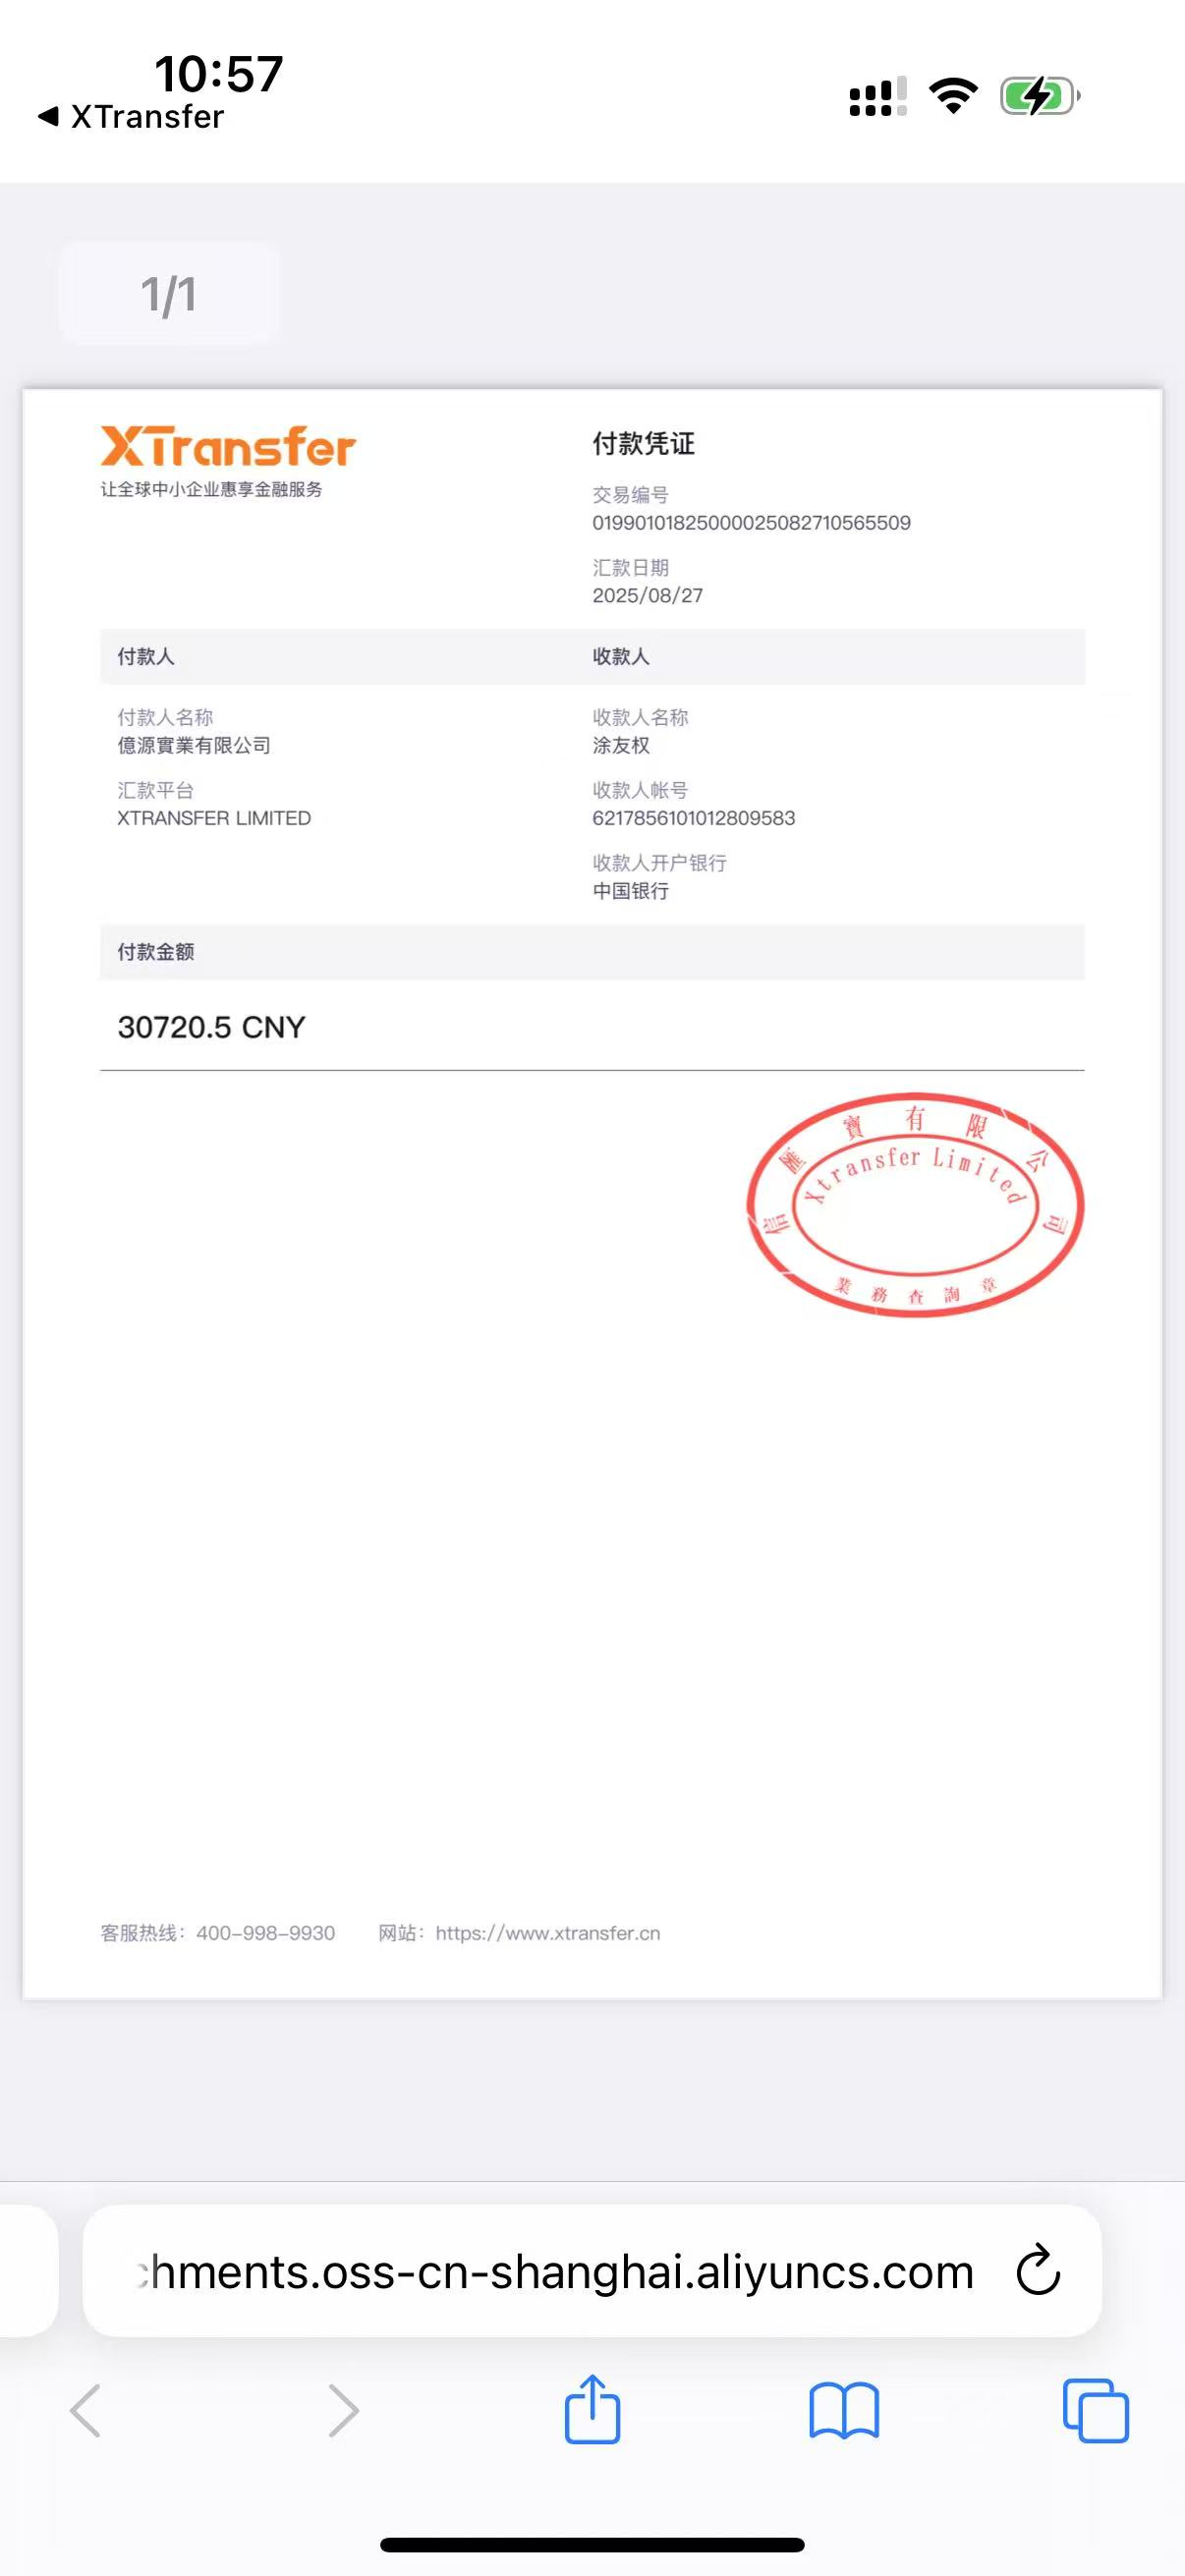 10:57
◀ XTransfer
1/1
XTransfer
让全球中小企业惠享金融服务
付款凭证
交易编号
01990101825000025082710565509
汇款日期
2025/08/27
付款人
收款人
付款人名称
億源實業有限公司
收款人名称
涂友权
汇款平台
XTRANSFER LIMITED
收款人帐号
6217856101012809583
收款人开户银行
中国银行
付款金额
30720.5 CNY
信匯寶有限公司
Xtransfer Limited
業務查詢章
客服热线：400-998-9930 网站：https://www.xtransfer.cn
chments.oss-cn-shanghai.aliyuncs.com